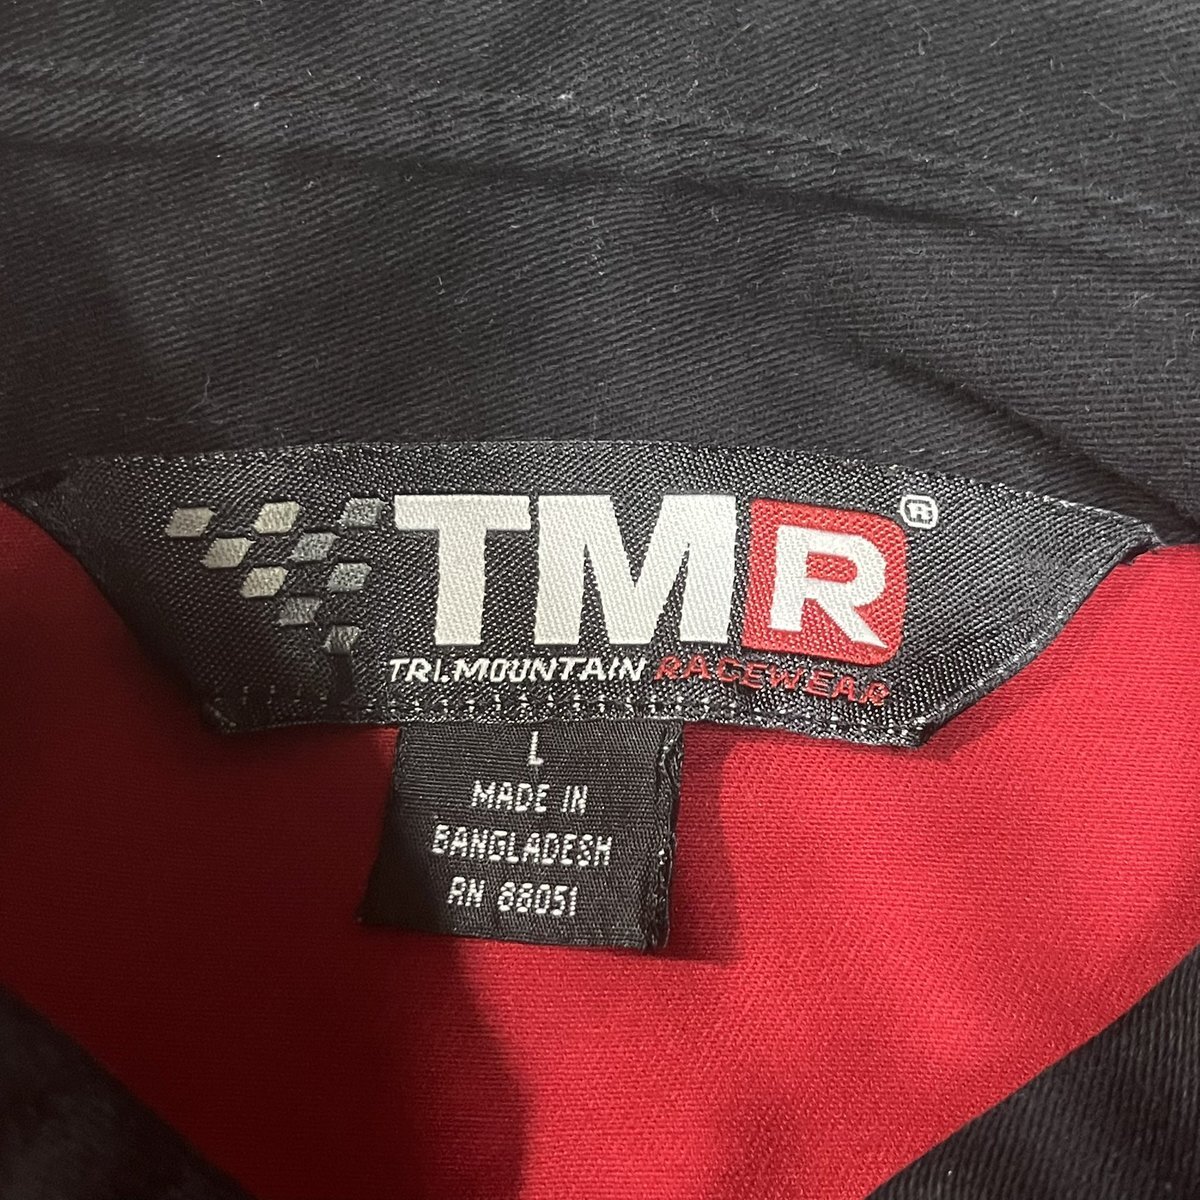 TMR®
TRI.MOUNTAIN RACEWEAR
L
MADE IN
BANGLADESH
RN 88051